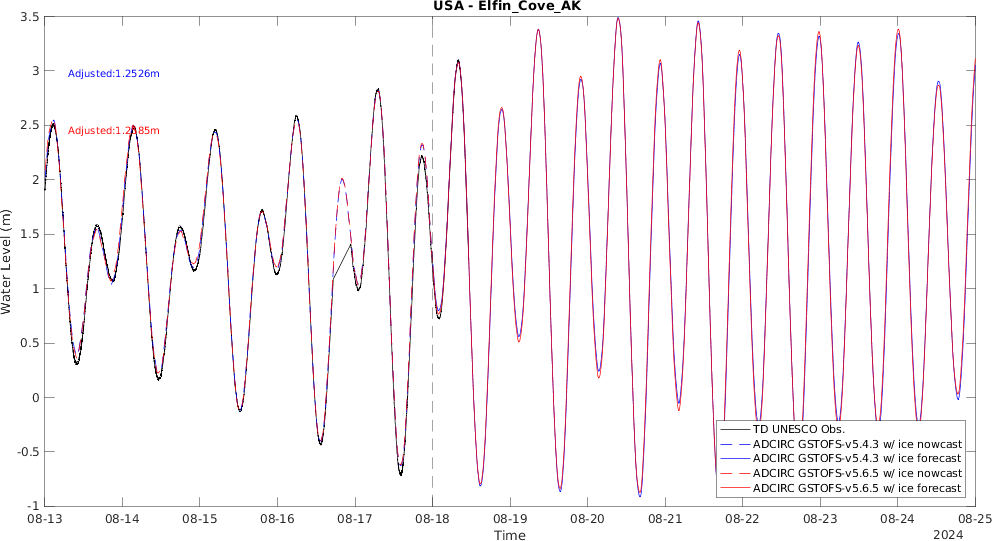 USA - Elfin_Cove_AK
3.5
3
2.5
2
1.5
1
0.5
0
-0.5
-1
Water Level (m)
Adjusted:1.2526m
TD UNESCO Obs.
ADCIRC GSTOFS-v5.4.3 w/ ice nowcast
ADCIRC GSTOFS-v5.4.3 w/ ice forecast
ADCIRC GSTOFS-v5.6.5 w/ ice nowcast
ADCIRC GSTOFS-v5.6.5 w/ ice forecast
08-13 08-14 08-15 08-16 08-17 08-18 08-19 08-20 08-21 08-22 08-23 08-24 08-25
Time
2024